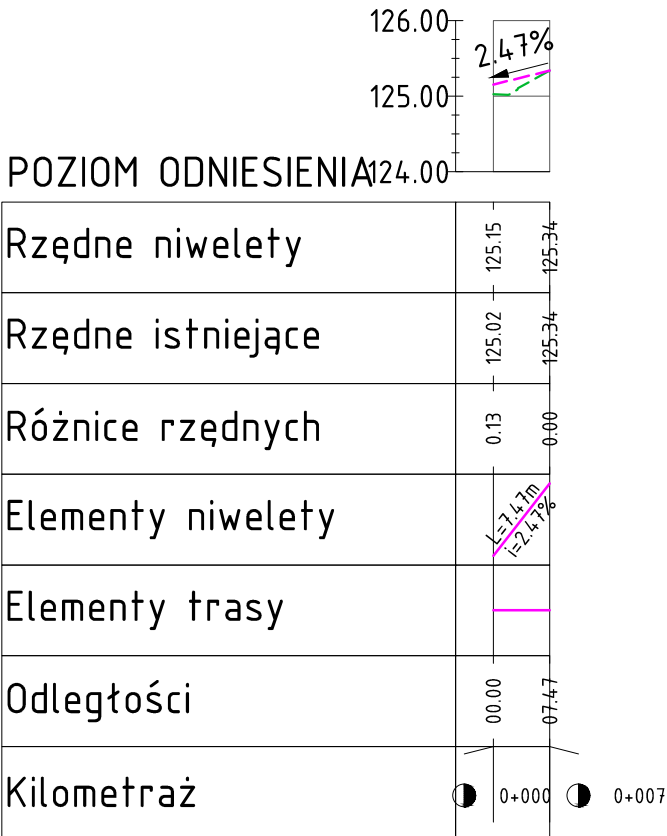 126.00
2.47%
125.00
POZIOM ODNIESIENIA 124.00
Rzędne niwelety 125.15 125.34
Rzędne istniejące 125.02 125.34
Różnice rzędnych 0.13 0.00
Elementy niwelety L=7.47m
i=2.47%
Elementy trasy
Odległości 00.00 07.47
Kilometraż 0+000 0+007